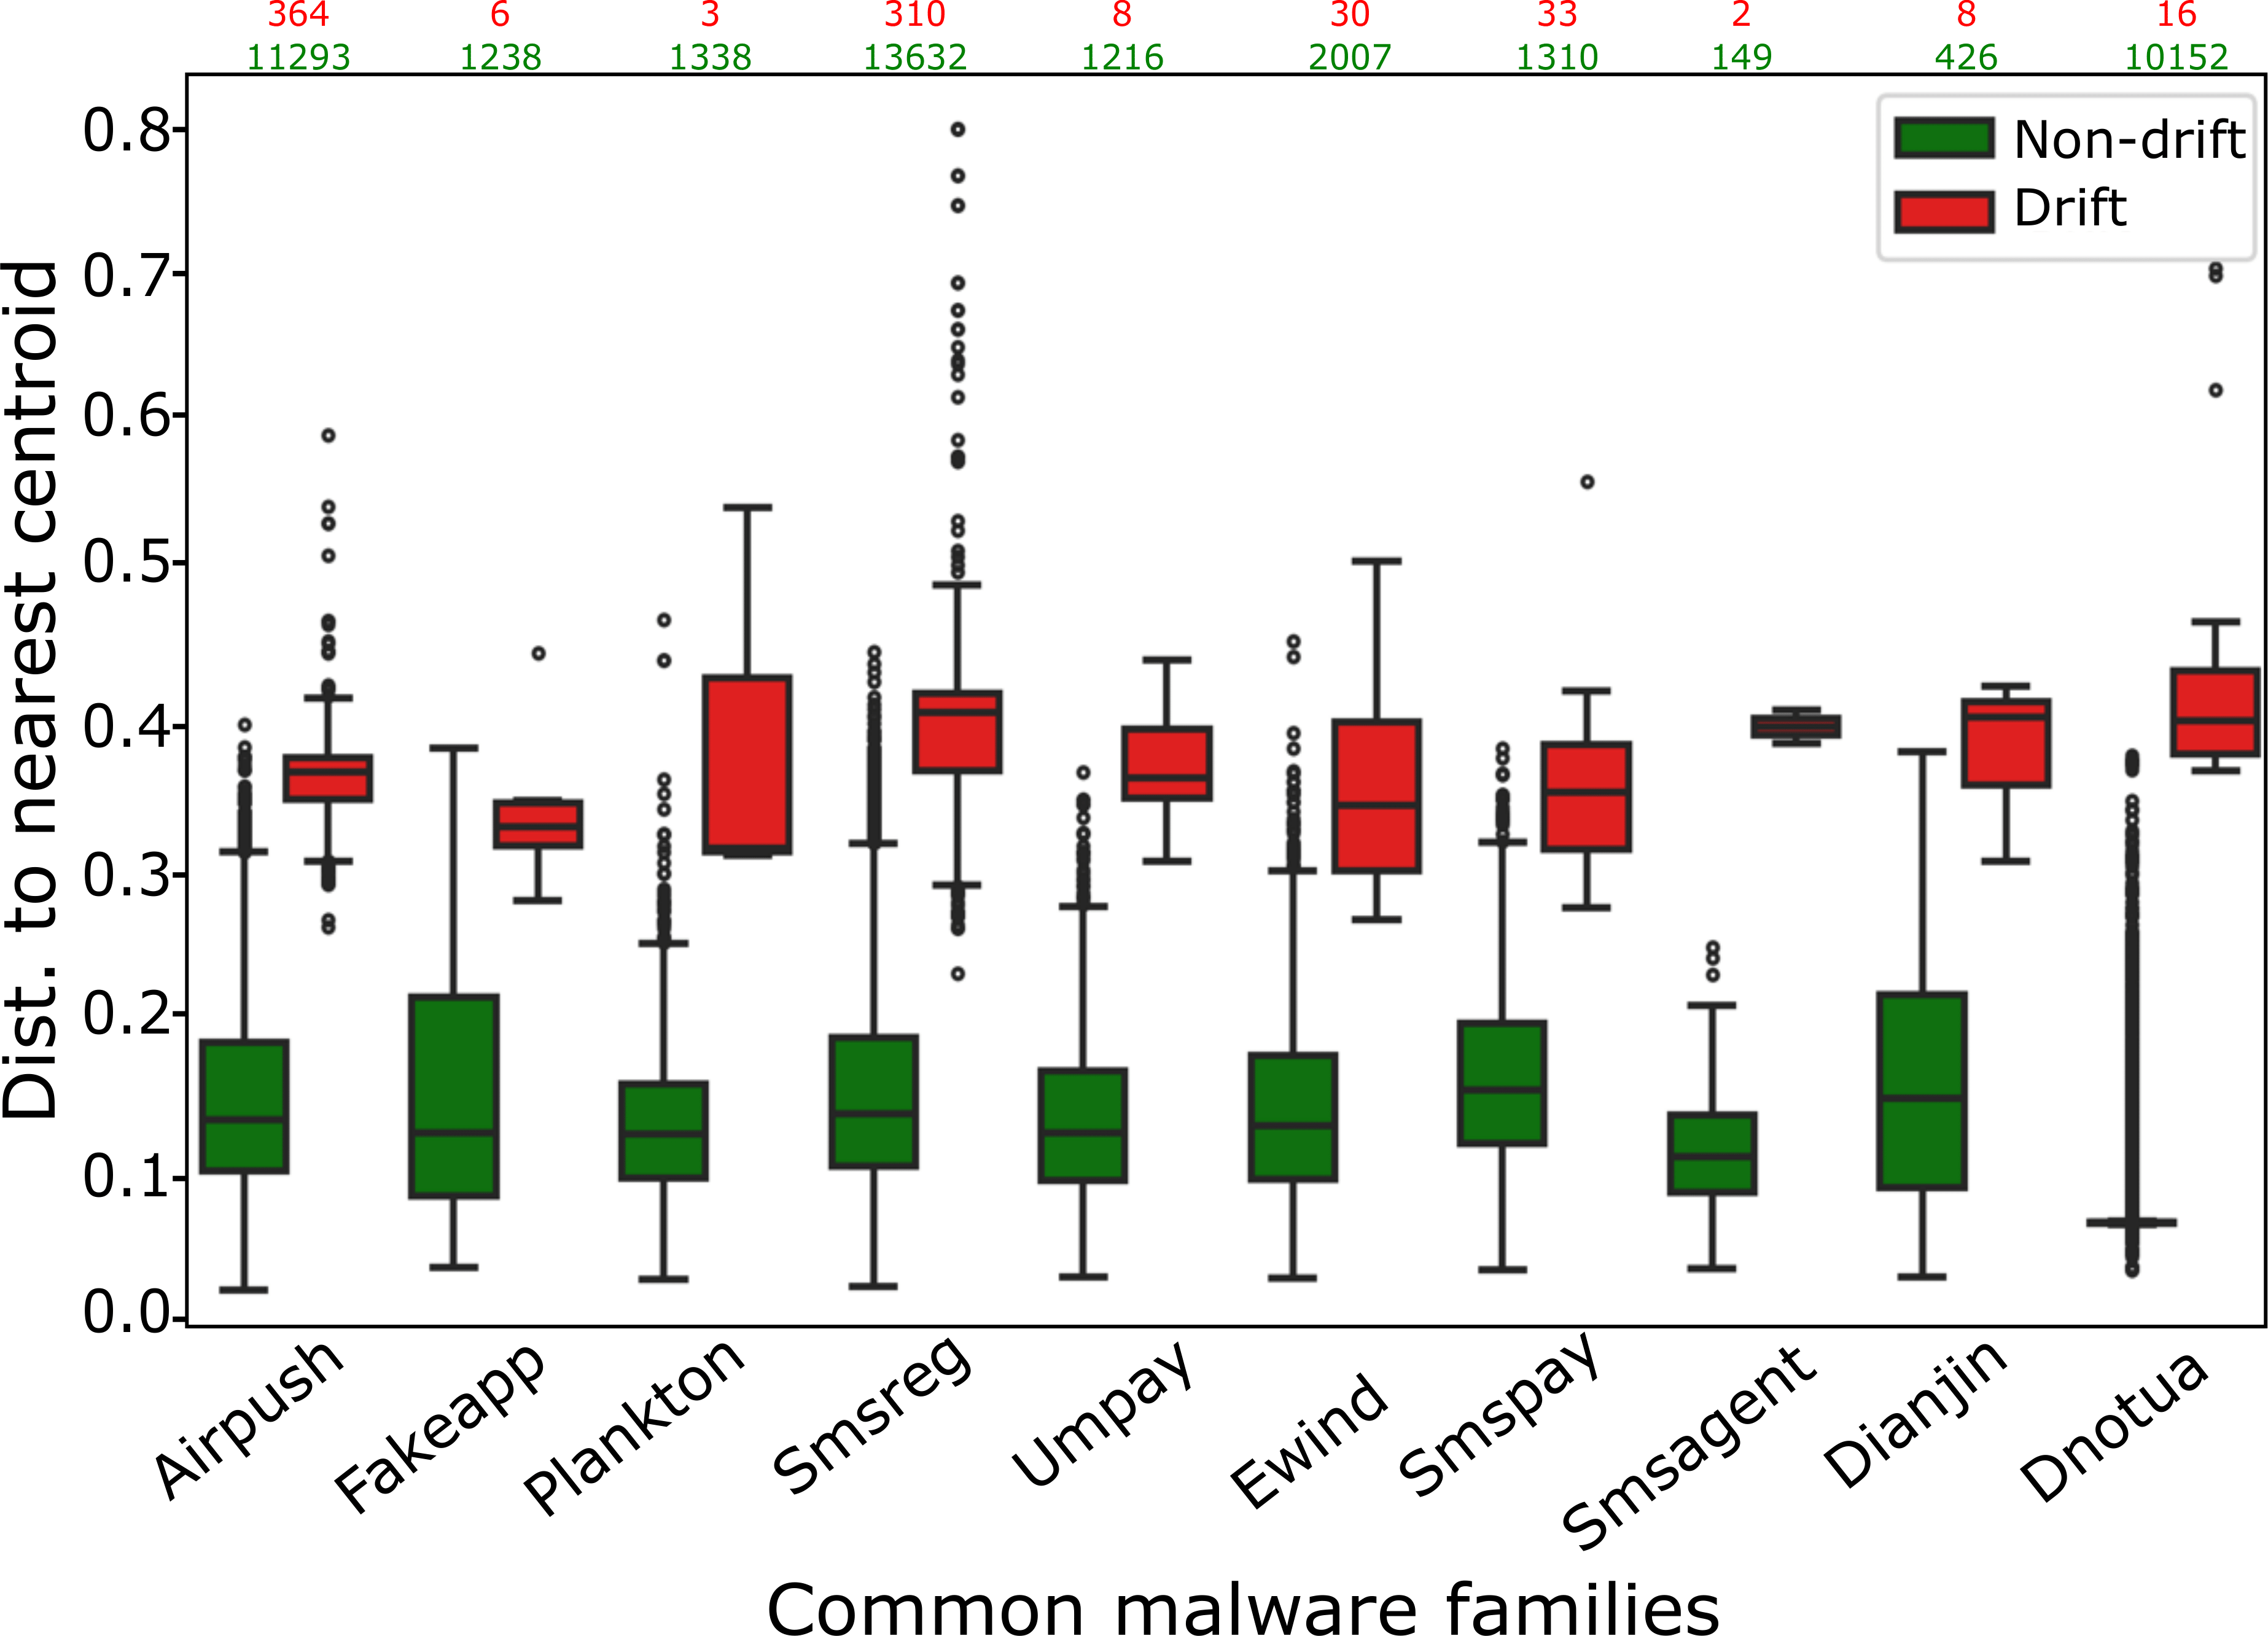 364 6 3 310 8 30 33 2 8 16
11293 1238 1338 13632 1216 2007 1310 149 426 10152
Non-drift
Drift
Dist. to nearest centroid
0.8
0.7
0.6
0.5
0.4
0.3
0.2
0.1
0.0
Airpush Fakeapp Plankton Smsreg Umpay Ewind Smspay Smsagent Dianjin Dnotua
Common malware families